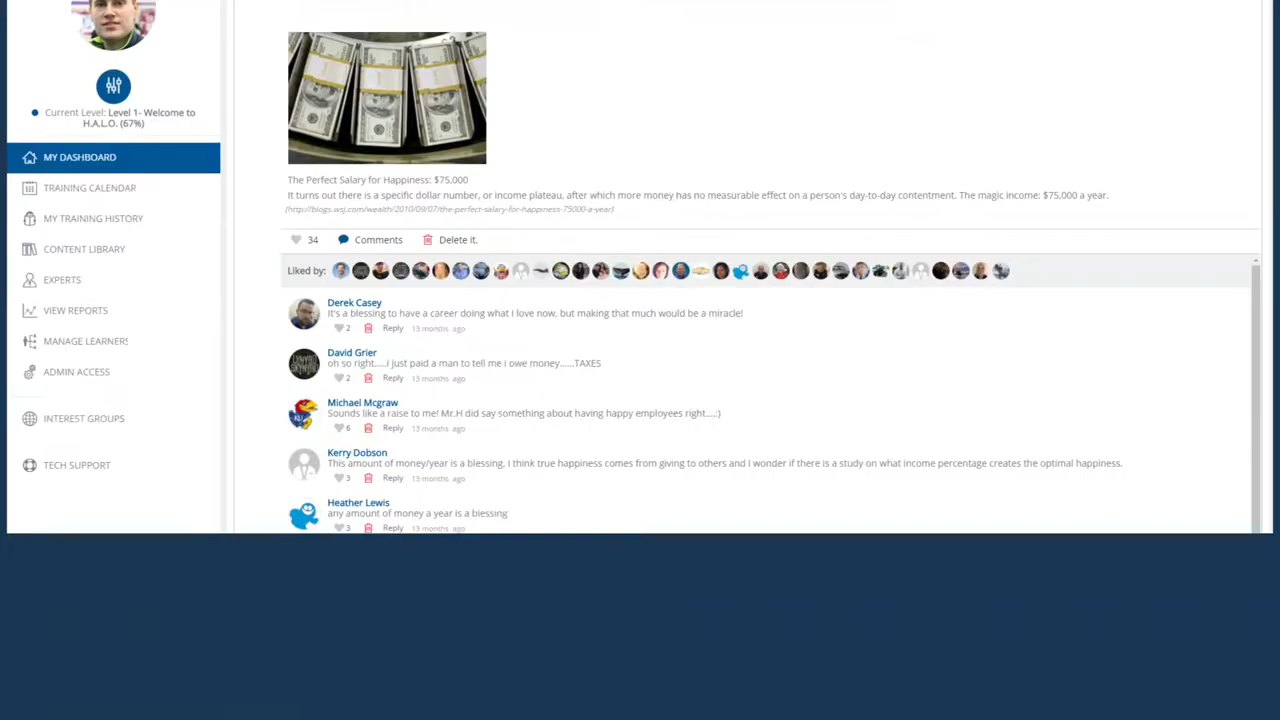 Current Level: Level 1- Welcome to
H.A.L.O. (67%)
MY DASHBOARD
TRAINING CALENDAR
MY TRAINING HISTORY
CONTENT LIBRARY
EXPERTS
VIEW REPORTS
MANAGE LEARNERS
ADMIN ACCESS
INTEREST GROUPS
TECH SUPPORT
The Perfect Salary for Happiness: $75,000
It turns out there is a specific dollar number, or income plateau, after which more money has no measurable effect on a person's day-to-day contentment. The magic income: $75,000 a year.
(http://blogs.wsj.com/wealth/2010/09/07/the-perfect-salary-for-happiness-75000-a-year/)
34 Comments Delete it.
Liked by:
Derek Casey
It's a blessing to have a career doing what I love now, but making that much would be a miracle!
2 Reply 13 months ago
David Grier
oh so right.....i just paid a man to tell me i owe money......TAXES
2 Reply 13 months ago
Michael Mcgraw
Sounds like a raise to me! Mr.H did say something about having happy employees right....:)
6 Reply 13 months ago
Kerry Dobson
This amount of money/year is a blessing. I think true happiness comes from giving to others and I wonder if there is a study on what income percentage creates the optimal happiness.
3 Reply 13 months ago
Heather Lewis
any amount of money a year is a blessing
3 Reply 13 months ago